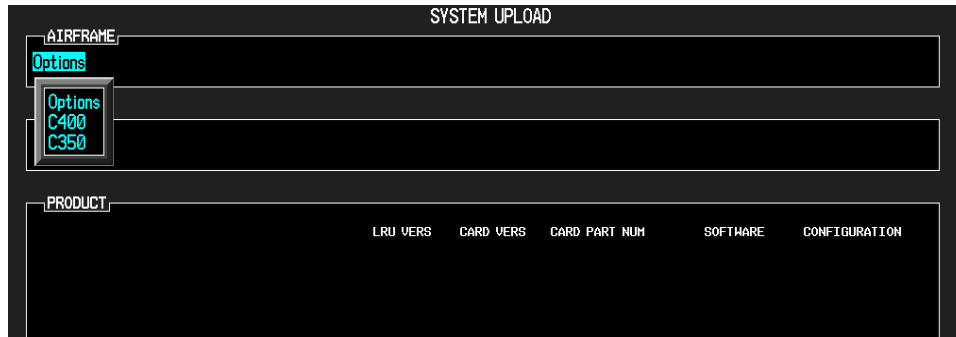 SYSTEM UPLOAD
AIRFRAME
Options
Options
C400
C350
PRODUCT
LRU VERS CARD VERS CARD PART NUM SOFTWARE CONFIGURATION